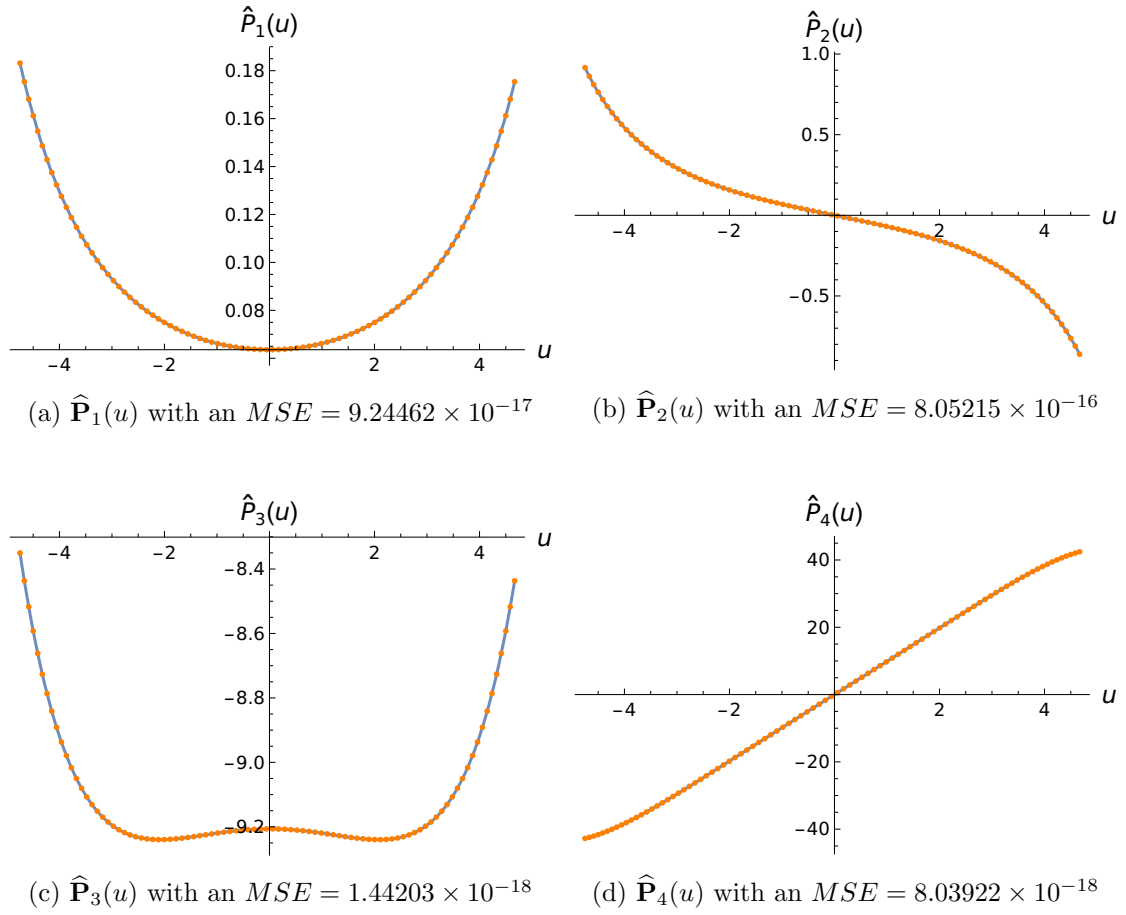 P̂₁(u)
0.18
0.16
0.14
0.12
0.10
0.08
−4 −2 2 4 u
(a) P̂₁(u) with an MSE = 9.24462 × 10⁻¹⁷
P̂₂(u)
1.0
0.5
−4 −2 2 4 u
−0.5
(b) P̂₂(u) with an MSE = 8.05215 × 10⁻¹⁶
P̂₃(u)
−4 −2 2 4 u
−8.4
−8.6
−8.8
−9.0
−9.2
(c) P̂₃(u) with an MSE = 1.44203 × 10⁻¹⁸
P̂₄(u)
40
20
−4 −2 2 4 u
−20
−40
(d) P̂₄(u) with an MSE = 8.03922 × 10⁻¹⁸